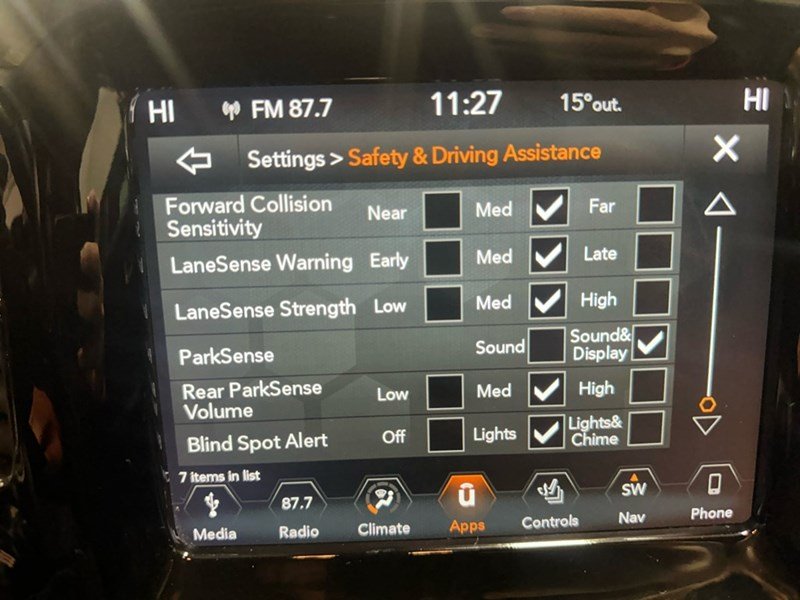 HI FM 87.7 11:27 15°out. HI
Settings > Safety & Driving Assistance X
Forward Collision
Sensitivity Near Med Far
LaneSense Warning Early Med Late
LaneSense Strength Low Med High
ParkSense Sound Sound&
Display
Rear ParkSense
Volume Low Med High
Blind Spot Alert Off Lights Lights&
Chime
7 items in list
87.7 SW
Media Radio Climate Apps Controls Nav Phone